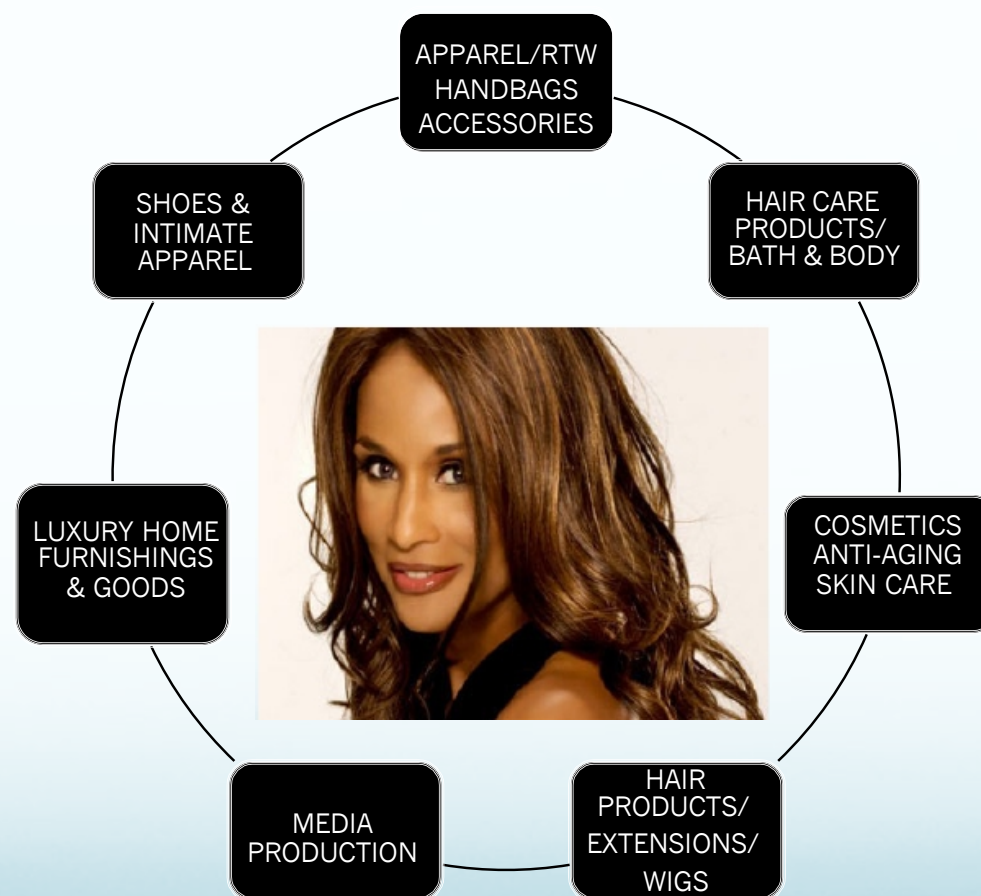 APPAREL/RTW
HANDBAGS
ACCESSORIES
HAIR CARE
PRODUCTS/
BATH & BODY
COSMETICS
ANTI-AGING
SKIN CARE
HAIR
PRODUCTS/
EXTENSIONS/
WIGS
MEDIA
PRODUCTION
LUXURY HOME
FURNISHINGS
& GOODS
SHOES &
INTIMATE
APPAREL